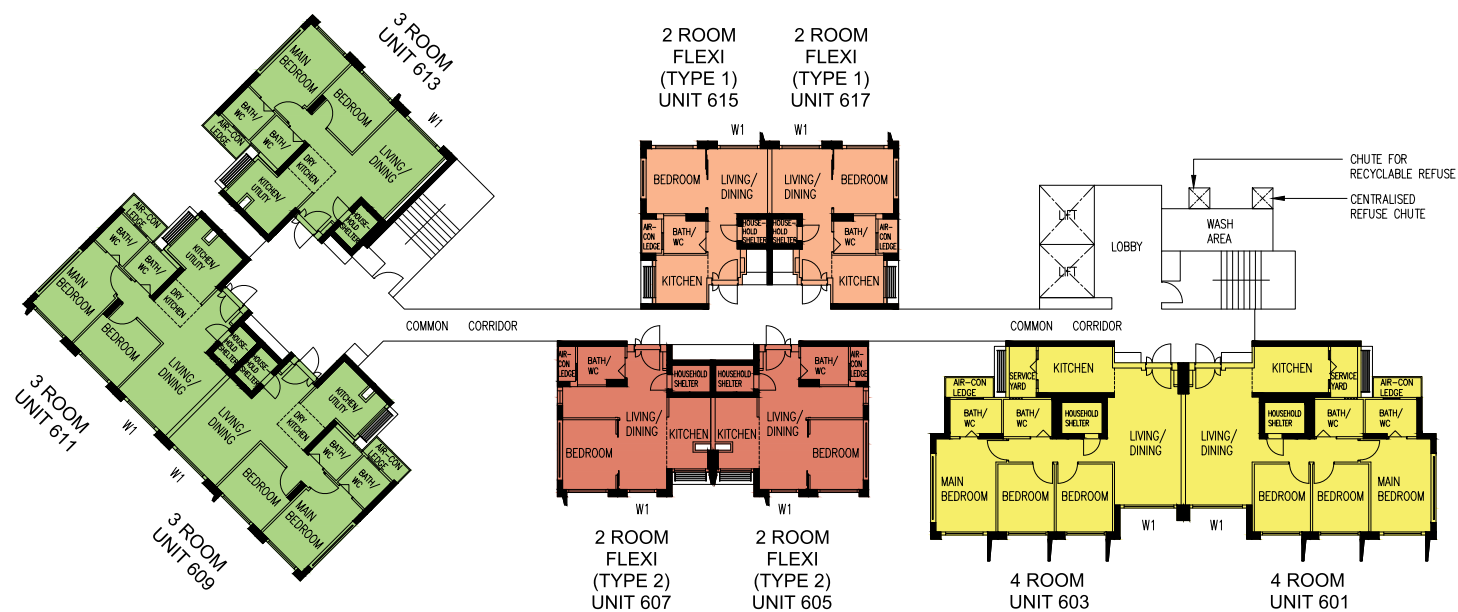 3 ROOM
UNIT 613
MAIN
BEDROOM
BEDROOM
W1
BATH/
WC
BATH/
WC
AIR-CON
LEDGE
LIVING/
DINING
DRY
KITCHEN
KITCHEN/
UTILITY
HOUSE-
HOLD
SHELTER
2 ROOM
FLEXI
(TYPE 1)
UNIT 615
2 ROOM
FLEXI
(TYPE 1)
UNIT 617
W1
W1
BEDROOM
LIVING/
DINING
LIVING/
DINING
BEDROOM
AIR-
CON
LEDGE
BATH/
WC
HOUSE-
HOLD
SHELTER
HOUSE-
HOLD
SHELTER
BATH/
WC
AIR-
CON
LEDGE
KITCHEN
KITCHEN
CHUTE FOR
RECYCLABLE REFUSE
CENTRALISED
REFUSE CHUTE
LIFT
LIFT
LOBBY
WASH
AREA
COMMON CORRIDOR
COMMON CORRIDOR
AIR-CON
LEDGE
BATH/
WC
BATH/
WC
KITCHEN/
UTILITY
DRY
KITCHEN
MAIN
BEDROOM
BEDROOM
LIVING/
DINING
HOUSE-
HOLD
SHELTER
3 ROOM
UNIT 611
W1
HOUSE-
HOLD
SHELTER
LIVING/
DINING
DRY
KITCHEN
KITCHEN/
UTILITY
BATH/
WC
BATH/
WC
AIR-CON
LEDGE
BEDROOM
MAIN
BEDROOM
W1
3 ROOM
UNIT 609
AIR-
CON
LEDGE
BATH/
WC
HOUSEHOLD
SHELTER
HOUSEHOLD
SHELTER
BATH/
WC
AIR-
CON
LEDGE
LIVING/
DINING
KITCHEN
KITCHEN
LIVING/
DINING
BEDROOM
BEDROOM
W1
W1
2 ROOM
FLEXI
(TYPE 2)
UNIT 607
2 ROOM
FLEXI
(TYPE 2)
UNIT 605
SERVICE
YARD
KITCHEN
KITCHEN
SERVICE
YARD
AIR-CON
LEDGE
AIR-CON
LEDGE
BATH/
WC
BATH/
WC
HOUSEHOLD
SHELTER
HOUSEHOLD
SHELTER
BATH/
WC
BATH/
WC
LIVING/
DINING
LIVING/
DINING
MAIN
BEDROOM
BEDROOM
BEDROOM
BEDROOM
BEDROOM
MAIN
BEDROOM
W1
W1
4 ROOM
UNIT 603
4 ROOM
UNIT 601